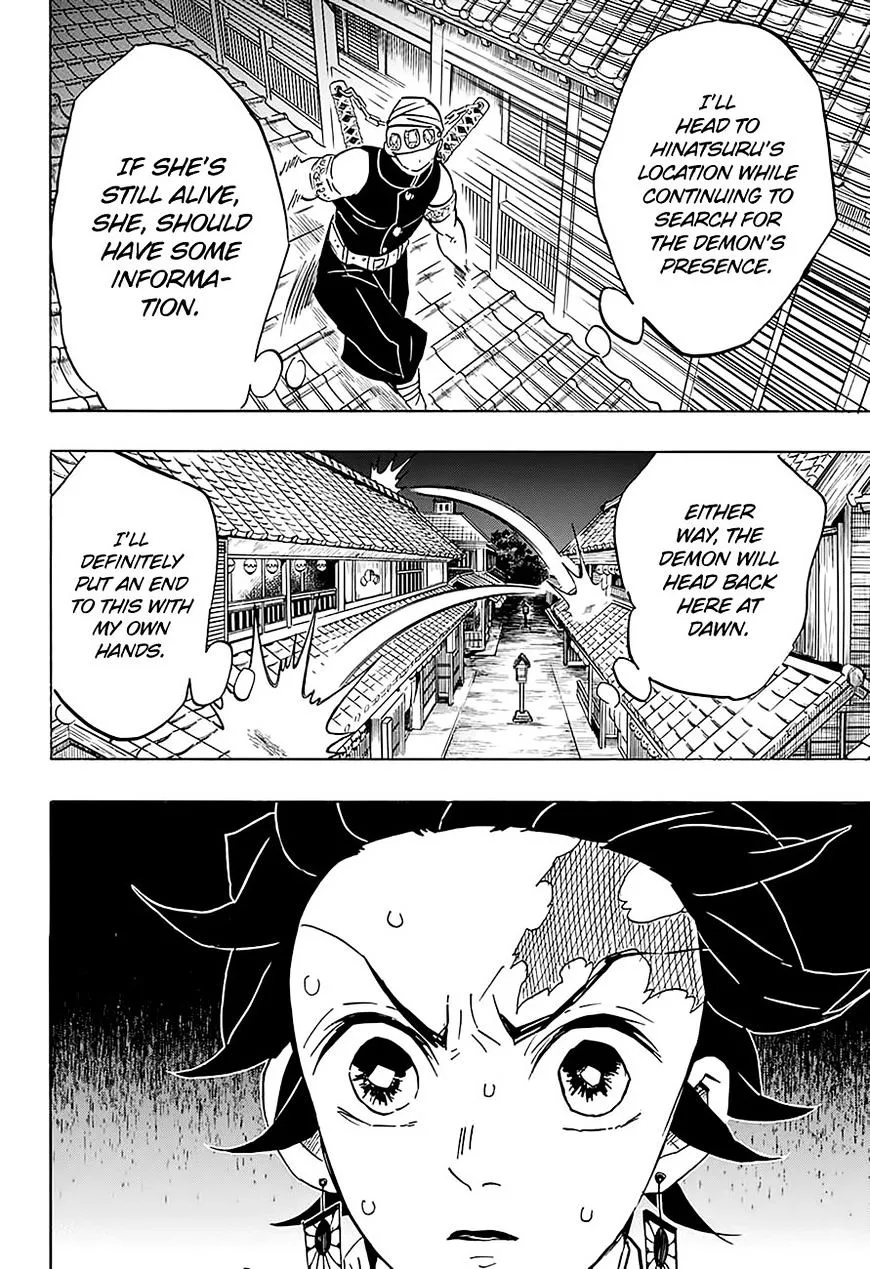 I'LL
HEAD TO
HINATSURU'S
LOCATION WHILE
CONTINUING TO
SEARCH FOR
THE DEMON'S
PRESENCE.
IF SHE'S
STILL ALIVE,
SHE, SHOULD
HAVE SOME
INFORMA-
TION.
EITHER
WAY, THE
DEMON WILL
HEAD BACK
HERE AT
DAWN.
I'LL
DEFINITELY
PUT AN END
TO THIS WITH
MY OWN
HANDS.